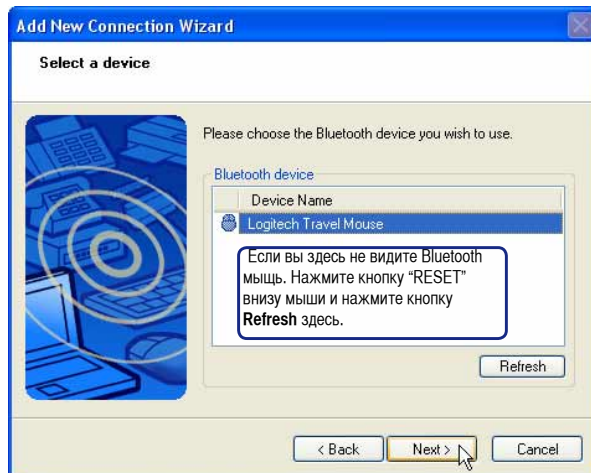 Add New Connection Wizard
Select a device
Please choose the Bluetooth device you wish to use.
Bluetooth device
Device Name
Logitech Travel Mouse
Если вы здесь не видите Bluetooth
мыщь. Нажмите кнопку “RESET”
внизу мыши и нажмите кнопку
Refresh здесь.
Refresh
< Back
Next >
Cancel